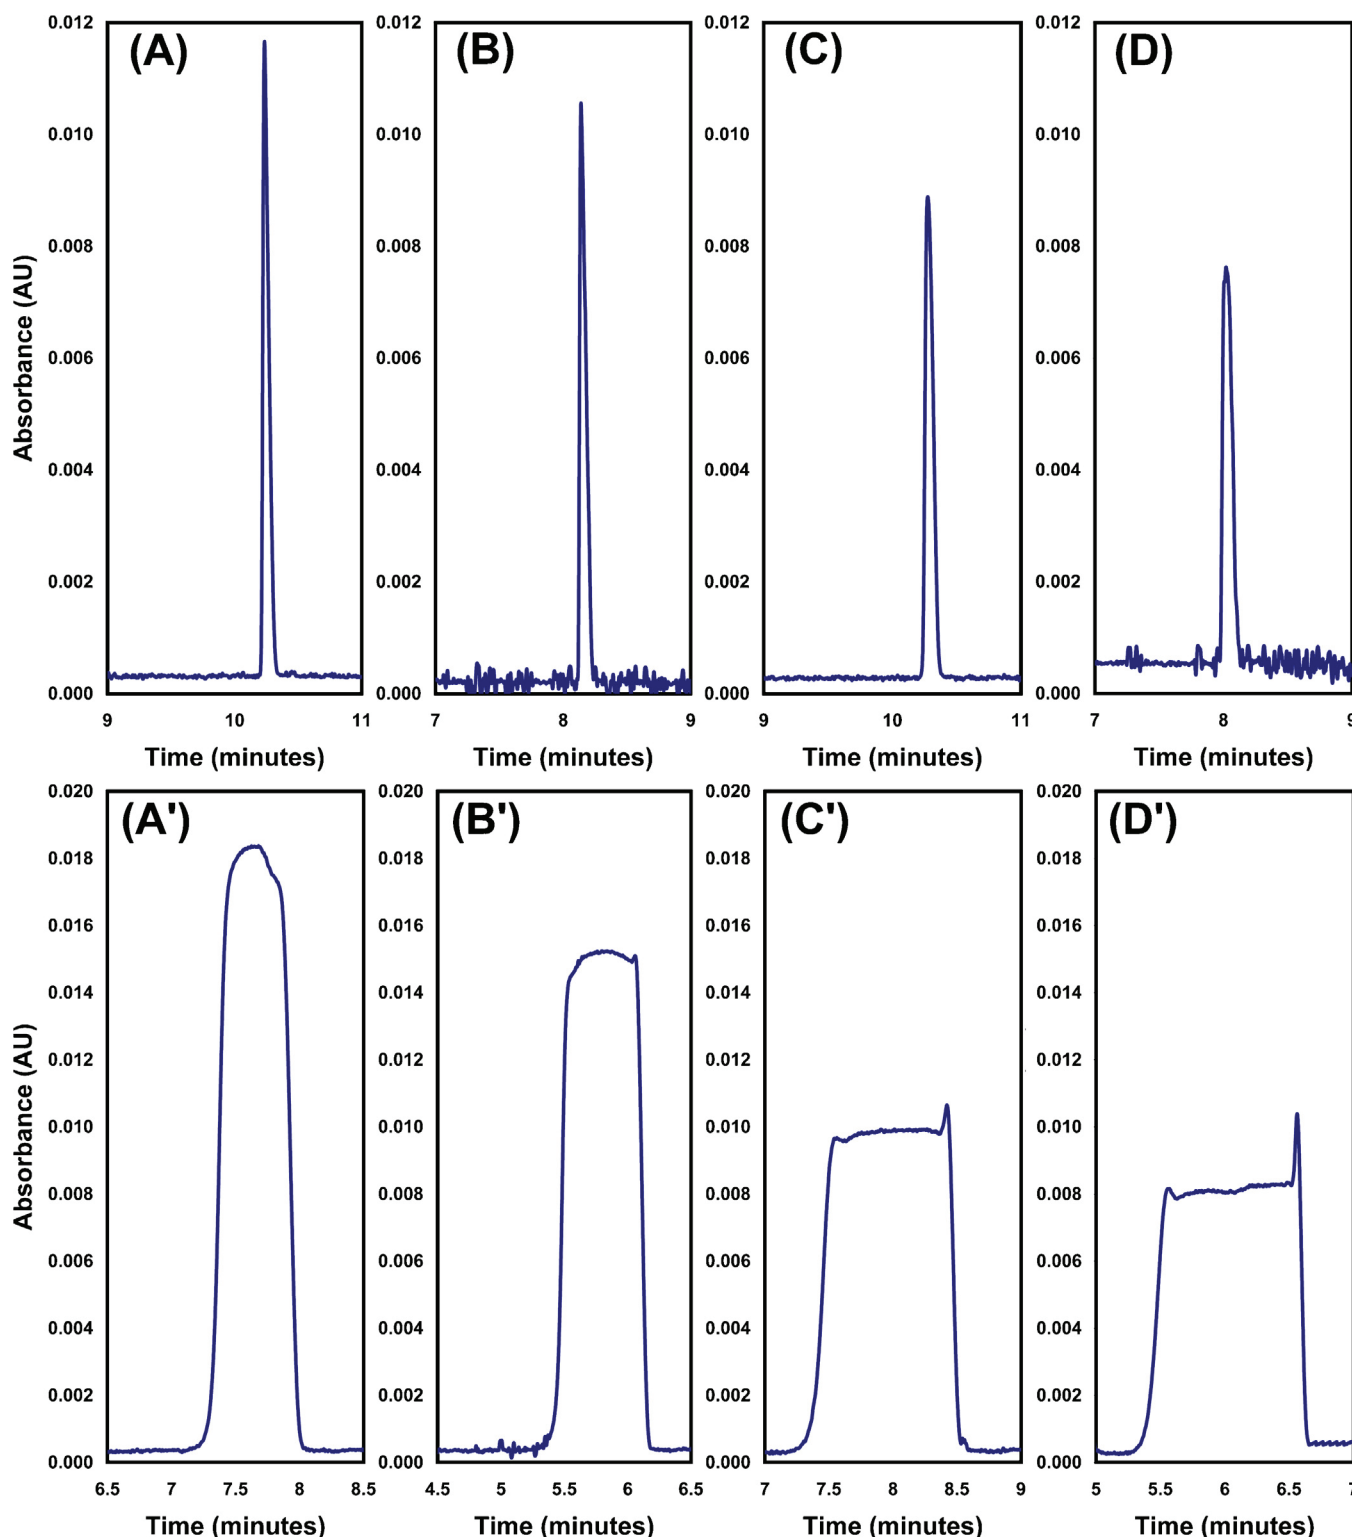 (A) (B) (C) (D)
0.012 0.012 0.012 0.012
0.010 0.010 0.010 0.010
0.008 0.008 0.008 0.008
0.006 0.006 0.006 0.006
0.004 0.004 0.004 0.004
0.002 0.002 0.002 0.002
0.000 0.000 0.000 0.000
Absorbance (AU)
9 10 11 7 8 9 9 10 11 7 8 9
Time (minutes) Time (minutes) Time (minutes) Time (minutes)
(A') (B') (C') (D')
0.020 0.020 0.020 0.020
0.018 0.018 0.018 0.018
0.016 0.016 0.016 0.016
0.014 0.014 0.014 0.014
0.012 0.012 0.012 0.012
0.010 0.010 0.010 0.010
0.008 0.008 0.008 0.008
0.006 0.006 0.006 0.006
0.004 0.004 0.004 0.004
0.002 0.002 0.002 0.002
0.000 0.000 0.000 0.000
Absorbance (AU)
6.5 7 7.5 8 8.5 4.5 5 5.5 6 6.5 7 7.5 8 8.5 9 5 5.5 6 6.5 7
Time (minutes) Time (minutes) Time (minutes) Time (minutes)